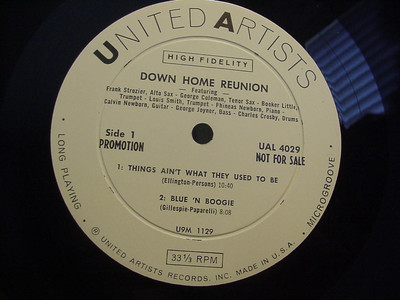 UNITED ARTISTS
HIGH FIDELITY
DOWN HOME REUNION
— Featuring —
Frank Strozier, Alto Sax - George Coleman, Tenor Sax - Booker Little,
Trumpet - Louis Smith, Trumpet - Phineas Newborn, Piano -
Calvin Newborn, Guitar - George Joyner, Bass - Charles Crosby, Drums
Side 1
UAL 4029
PROMOTION
NOT FOR SALE
1: THINGS AIN'T WHAT THEY USED TO BE
(Ellington-Persons) 10:40
2: BLUE 'N BOOGIE
(Gillespie-Paparelli) 8:08
U9M 1129
33⅓ RPM
• LONG PLAYING •
• MICROGROOVE •
® UNITED ARTISTS RECORDS, INC. MADE IN U.S.A.